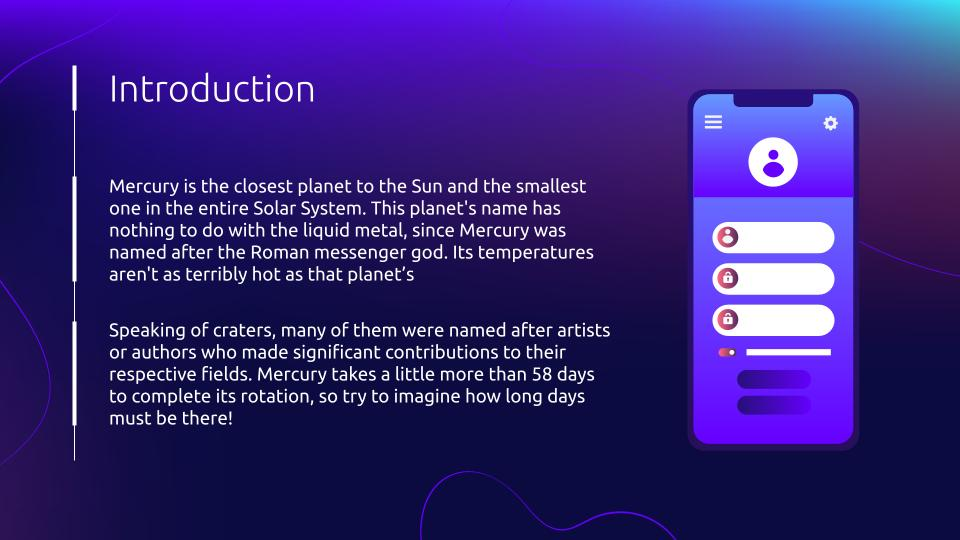 Introduction
Mercury is the closest planet to the Sun and the smallest
one in the entire Solar System. This planet's name has
nothing to do with the liquid metal, since Mercury was
named after the Roman messenger god. Its temperatures
aren't as terribly hot as that planet’s
Speaking of craters, many of them were named after artists
or authors who made significant contributions to their
respective fields. Mercury takes a little more than 58 days
to complete its rotation, so try to imagine how long days
must be there!